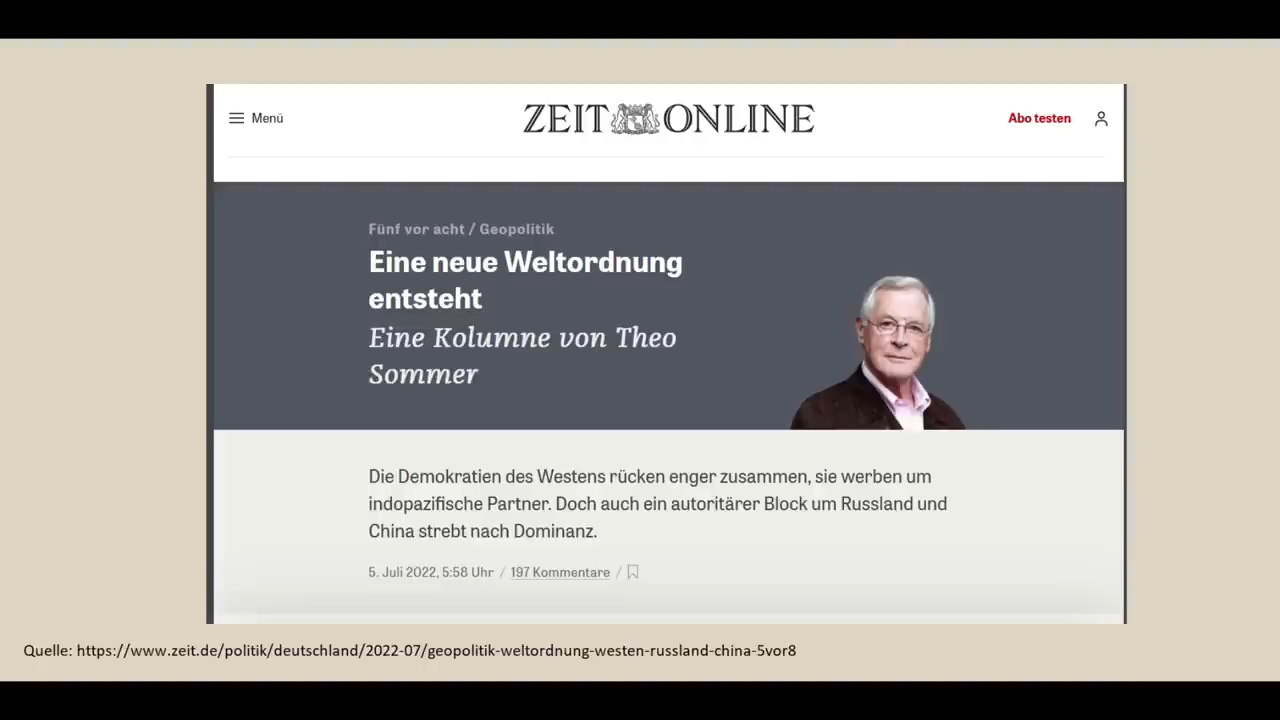 Menü
ZEIT ONLINE
Abo testen
Fünf vor acht / Geopolitik
Eine neue Weltordnung
entsteht
Eine Kolumne von Theo
Sommer
Die Demokratien des Westens rücken enger zusammen, sie werben um
indopazifische Partner. Doch auch ein autoritärer Block um Russland und
China strebt nach Dominanz.
5. Juli 2022, 5:58 Uhr / 197 Kommentare /
Quelle: https://www.zeit.de/politik/deutschland/2022-07/geopolitik-weltordnung-westen-russland-china-5vor8